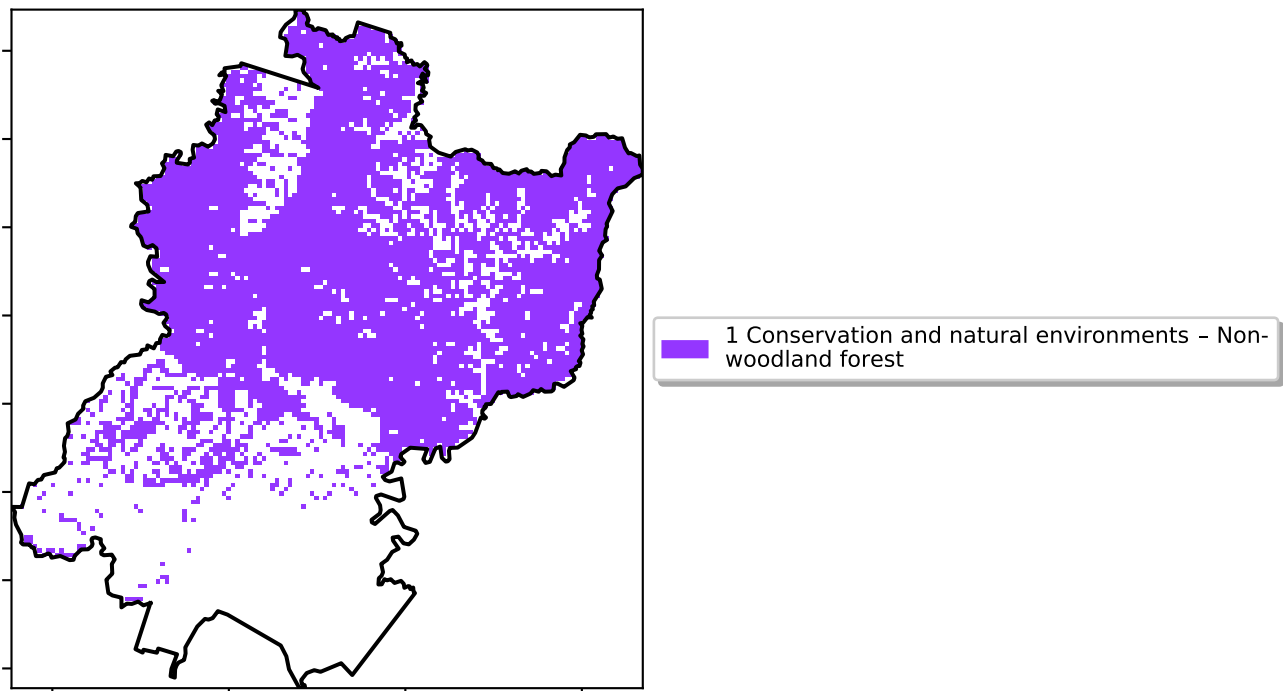 1 Conservation and natural environments – Non-
woodland forest